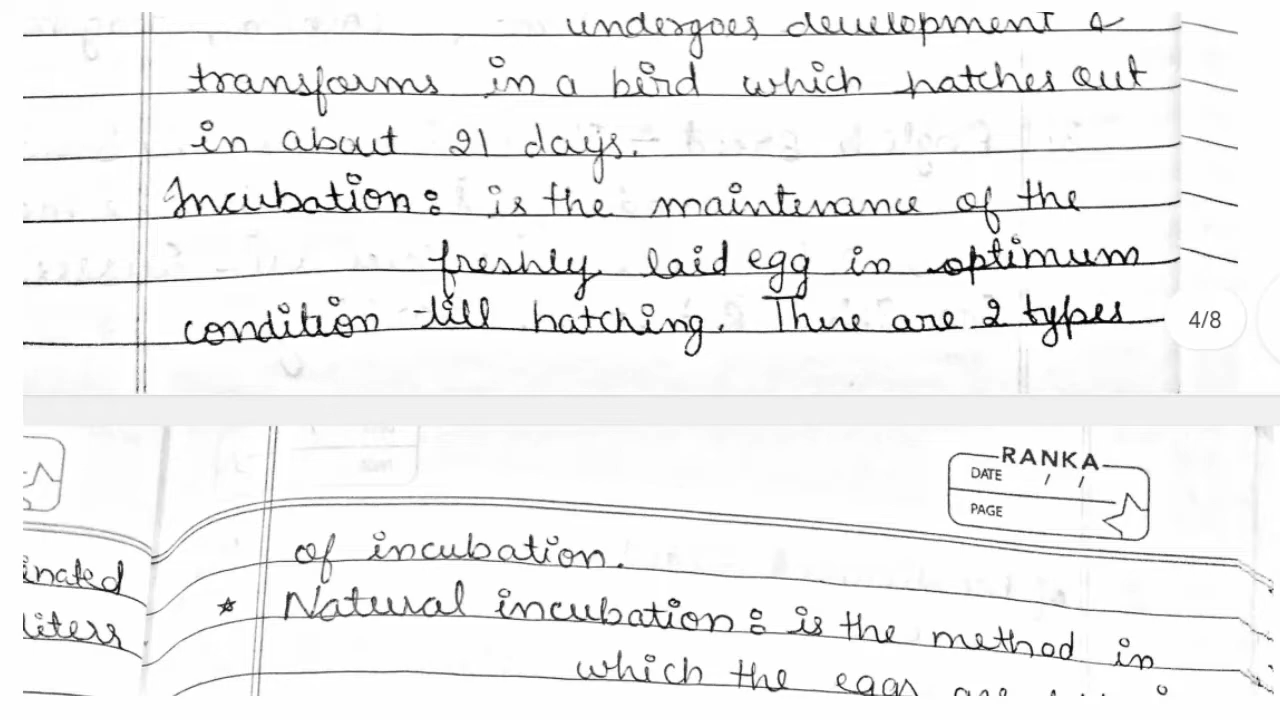 undergoes development &
transforms in a bird which hatches out
in about 21 days.
Incubation: is the maintenance of the
freshly laid egg in optimum
condition till hatching. There are 2 types
4/8
RANKA
DATE / /
PAGE
of incubation.
inated
★ Natural incubation: is the method in
liters
which the eggs are